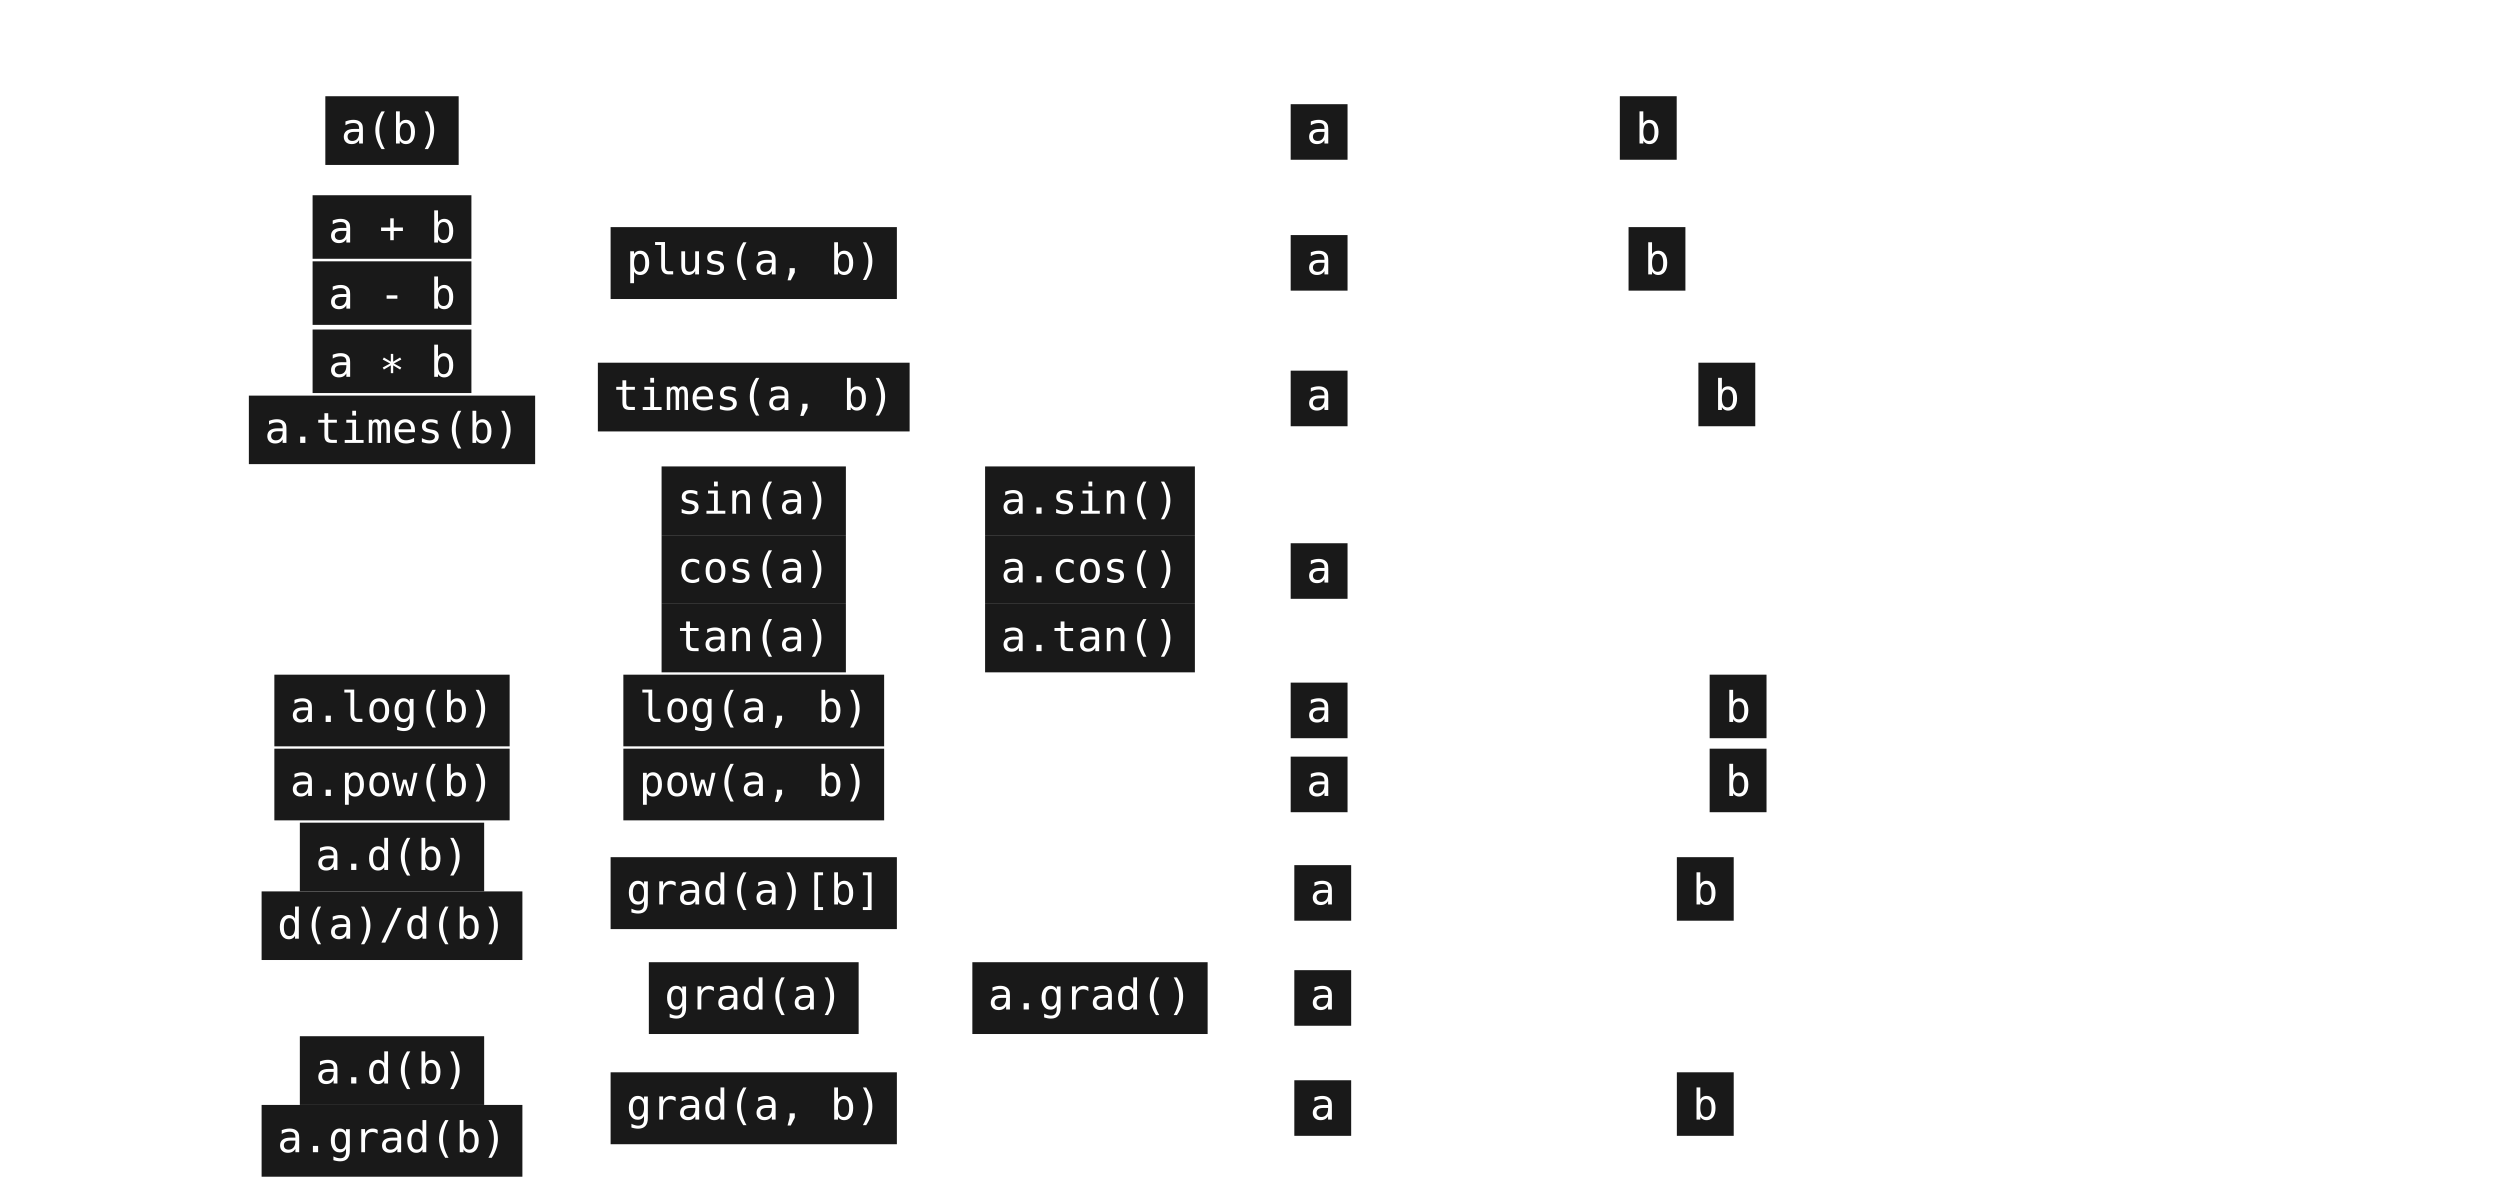 a(b) a b
a + b
a - b plus(a, b) a b
a * b
a.times(b) times(a, b) a b
sin(a) a.sin()
cos(a) a.cos() a
tan(a) a.tan()
a.log(b) log(a, b) a b
a.pow(b) pow(a, b) a b
a.d(b)
d(a)/d(b) grad(a)[b] a b
grad(a) a.grad() a
a.d(b)
a.grad(b) grad(a, b) a b